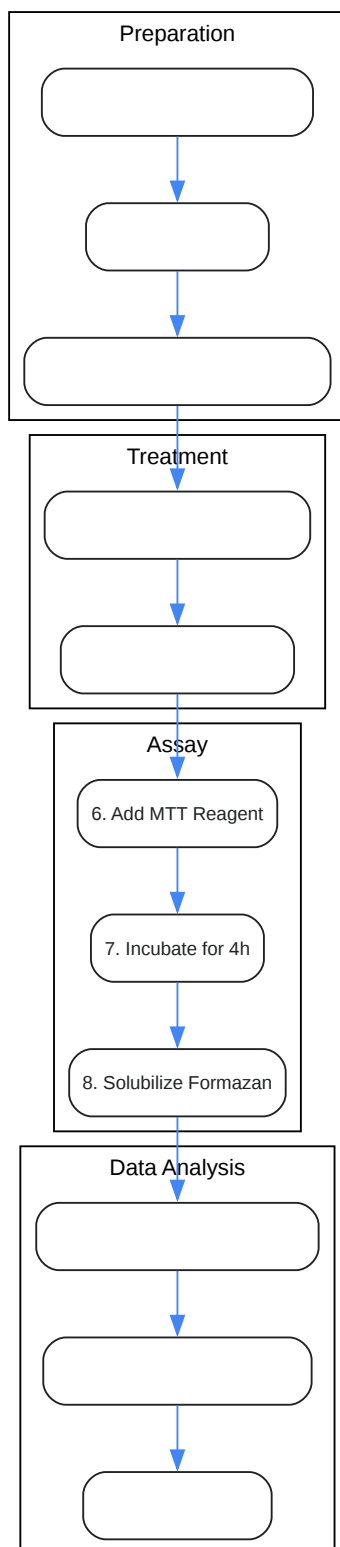 Preparation
Treatment
Assay
6. Add MTT Reagent
7. Incubate for 4h
8. Solubilize Formazan
Data Analysis